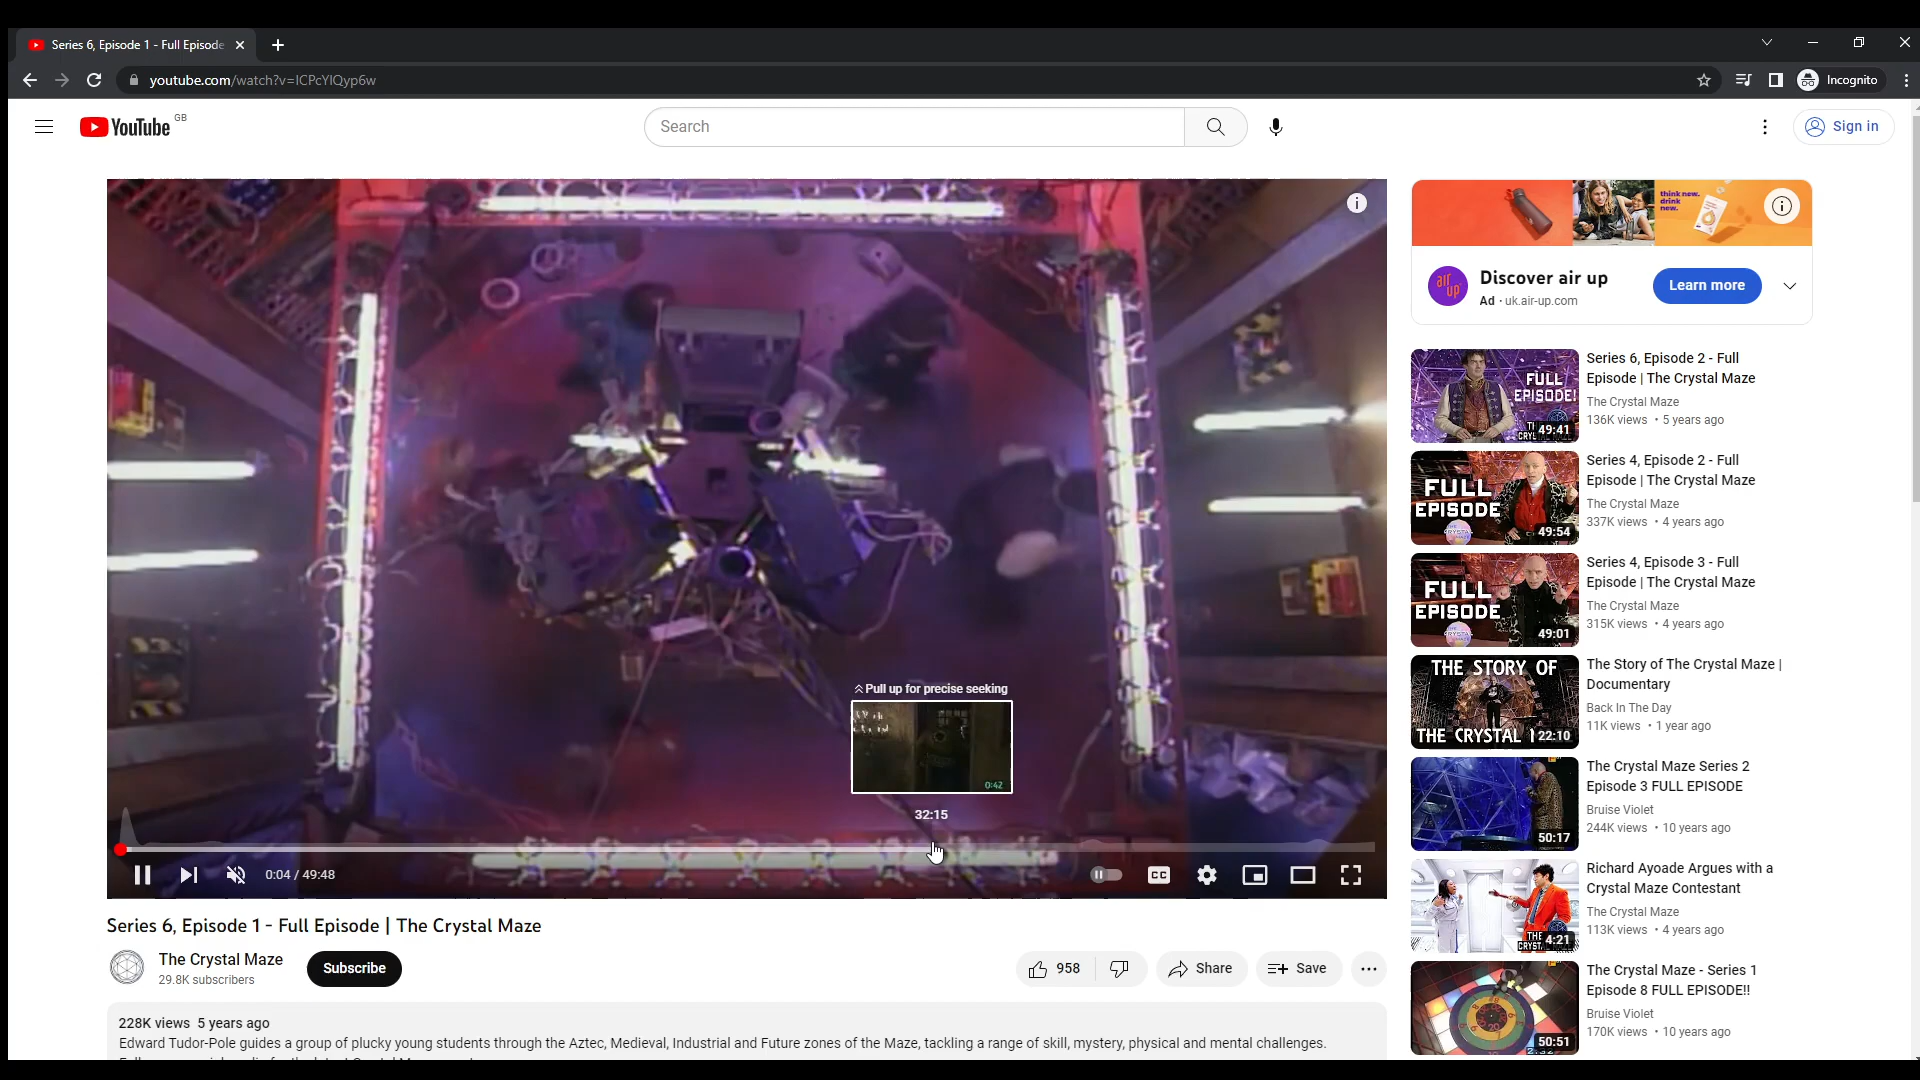 Series 6, Episode 1 - Full Episode
youtube.com/watch?v=ICPcYIQyp6w
Incognito
YouTube GB
Search
Sign in
Pull up for precise seeking
0:42
32:15
0:04 / 49:48
CC
Series 6, Episode 1 - Full Episode | The Crystal Maze
The Crystal Maze
29.8K subscribers
Subscribe
958
Share
Save
228K views 5 years ago
Edward Tudor-Pole guides a group of plucky young students through the Aztec, Medieval, Industrial and Future zones of the Maze, tackling a range of skill, mystery, physical and mental challenges.
think new.
drink
new.
air up
Discover air up
Ad · uk.air-up.com
Learn more
FULL
EPISODE!
49:41
Series 6, Episode 2 - Full
Episode | The Crystal Maze
The Crystal Maze
136K views • 5 years ago
FULL
EPISODE
49:54
Series 4, Episode 2 - Full
Episode | The Crystal Maze
The Crystal Maze
337K views • 4 years ago
FULL
EPISODE
49:01
Series 4, Episode 3 - Full
Episode | The Crystal Maze
The Crystal Maze
315K views • 4 years ago
THE STORY OF
THE CRYSTAL
22:10
The Story of The Crystal Maze |
Documentary
Back In The Day
11K views • 1 year ago
50:17
The Crystal Maze Series 2
Episode 3 FULL EPISODE
Bruise Violet
244K views • 10 years ago
4:21
Richard Ayoade Argues with a
Crystal Maze Contestant
The Crystal Maze
113K views • 4 years ago
50:51
The Crystal Maze - Series 1
Episode 8 FULL EPISODE!!
Bruise Violet
170K views • 10 years ago